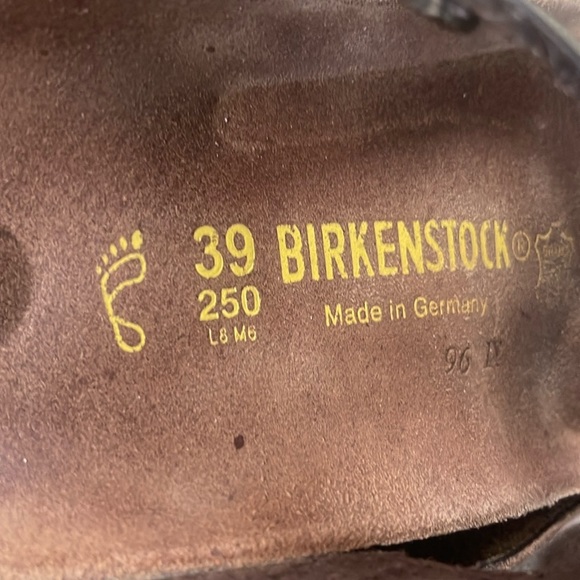 39 BIRKENSTOCK®
250 Made in Germany
L8 M6
96